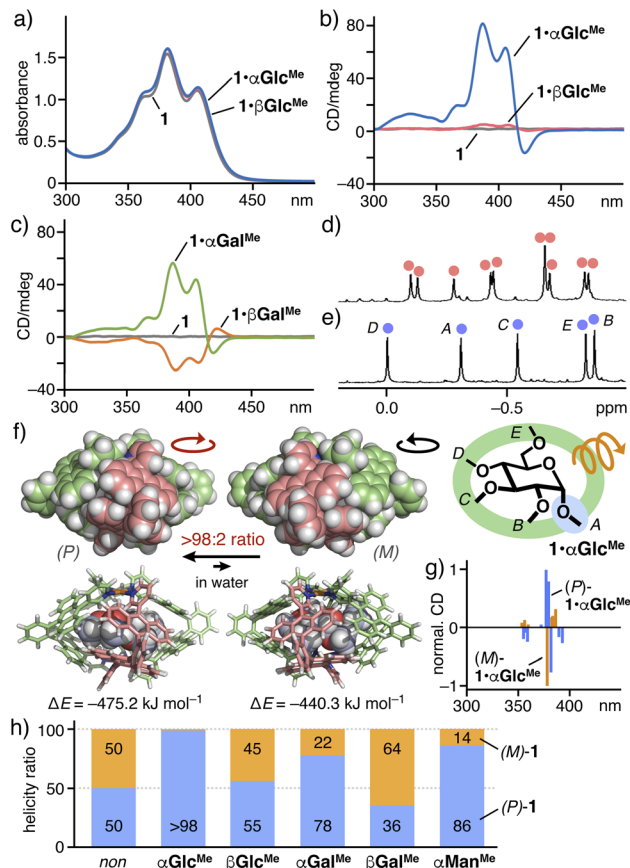 a)
absorbance
1.5
1.0
0.5
0
300
350
400
450
nm
1•αGlcᴹᵉ
1•βGlcᴹᵉ
1
b)
CD/mdeg
80
40
0
−40
300
350
400
450
nm
1•αGlcᴹᵉ
1•βGlcᴹᵉ
1
c)
CD/mdeg
80
40
0
−40
300
350
400
450
nm
1•αGalᴹᵉ
1
1•βGalᴹᵉ
d)
e)
D
A
C
E
B
0.0
−0.5
ppm
f)
(P)
>98:2 ratio
in water
(M)
ΔE = −475.2 kJ mol⁻¹
ΔE = −440.3 kJ mol⁻¹
E
D
C
B
A
O
O
O
O
O
O
1•αGlcᴹᵉ
g)
normal. CD
1
0
−1
350
400
450
nm
(P)-
1•αGlcᴹᵉ
(M)-
1•αGlcᴹᵉ
h)
helicity ratio
100
50
0
50
45
22
64
14
(M)-1
50
>98
55
78
36
86
(P)-1
non
αGlcᴹᵉ
βGlcᴹᵉ
αGalᴹᵉ
βGalᴹᵉ
αManᴹᵉ